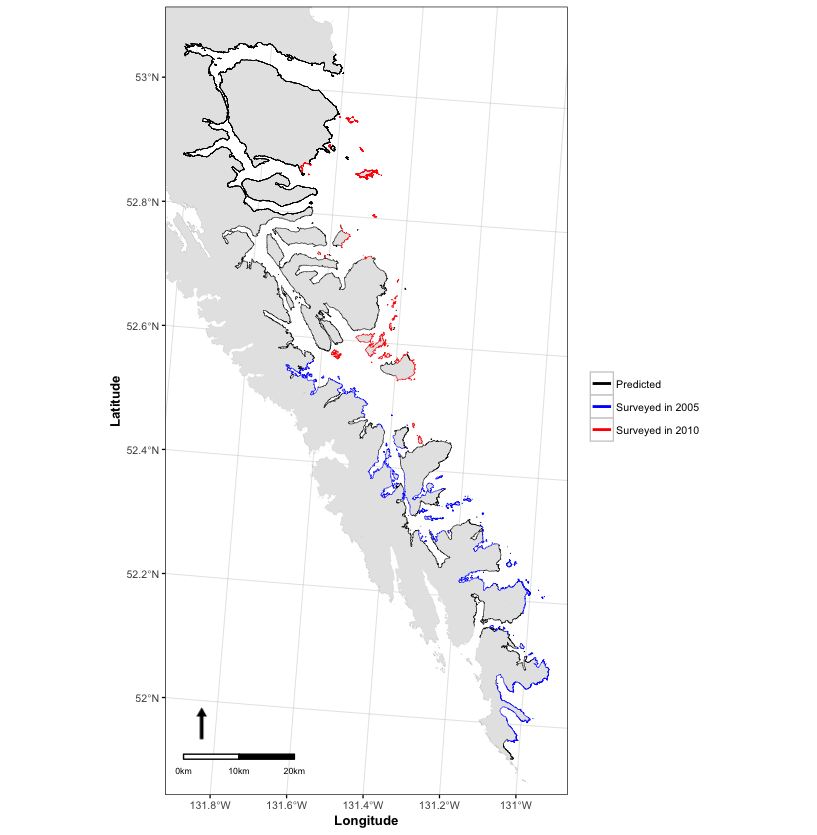 53°N
52.8°N
52.6°N
52.4°N
52.2°N
52°N
Latitude
0km 10km 20km
131.8°W 131.6°W 131.4°W 131.2°W 131°W
Longitude
Predicted
Surveyed in 2005
Surveyed in 2010